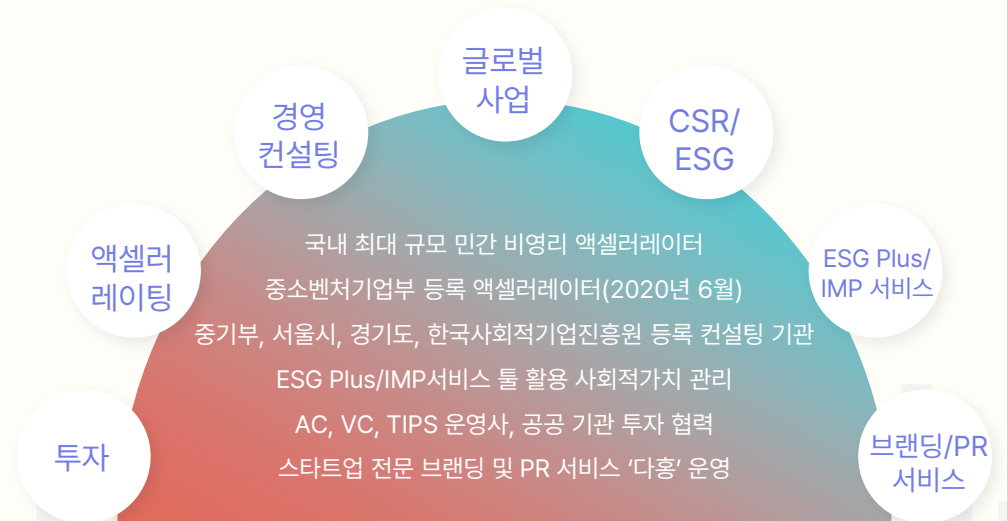 글로벌
사업
경영
컨설팅
CSR/
ESG
액셀러
레이팅
ESG Plus/
IMP 서비스
투자
브랜딩/PR
서비스
국내 최대 규모 민간 비영리 액셀러레이터
중소벤처기업부 등록 액셀러레이터(2020년 6월)
중기부, 서울시, 경기도, 한국사회적기업진흥원 등록 컨설팅 기관
ESG Plus/IMP서비스 툴 활용 사회적가치 관리
AC, VC, TIPS 운영사, 공공 기관 투자 협력
스타트업 전문 브랜딩 및 PR 서비스 ‘다홍’ 운영